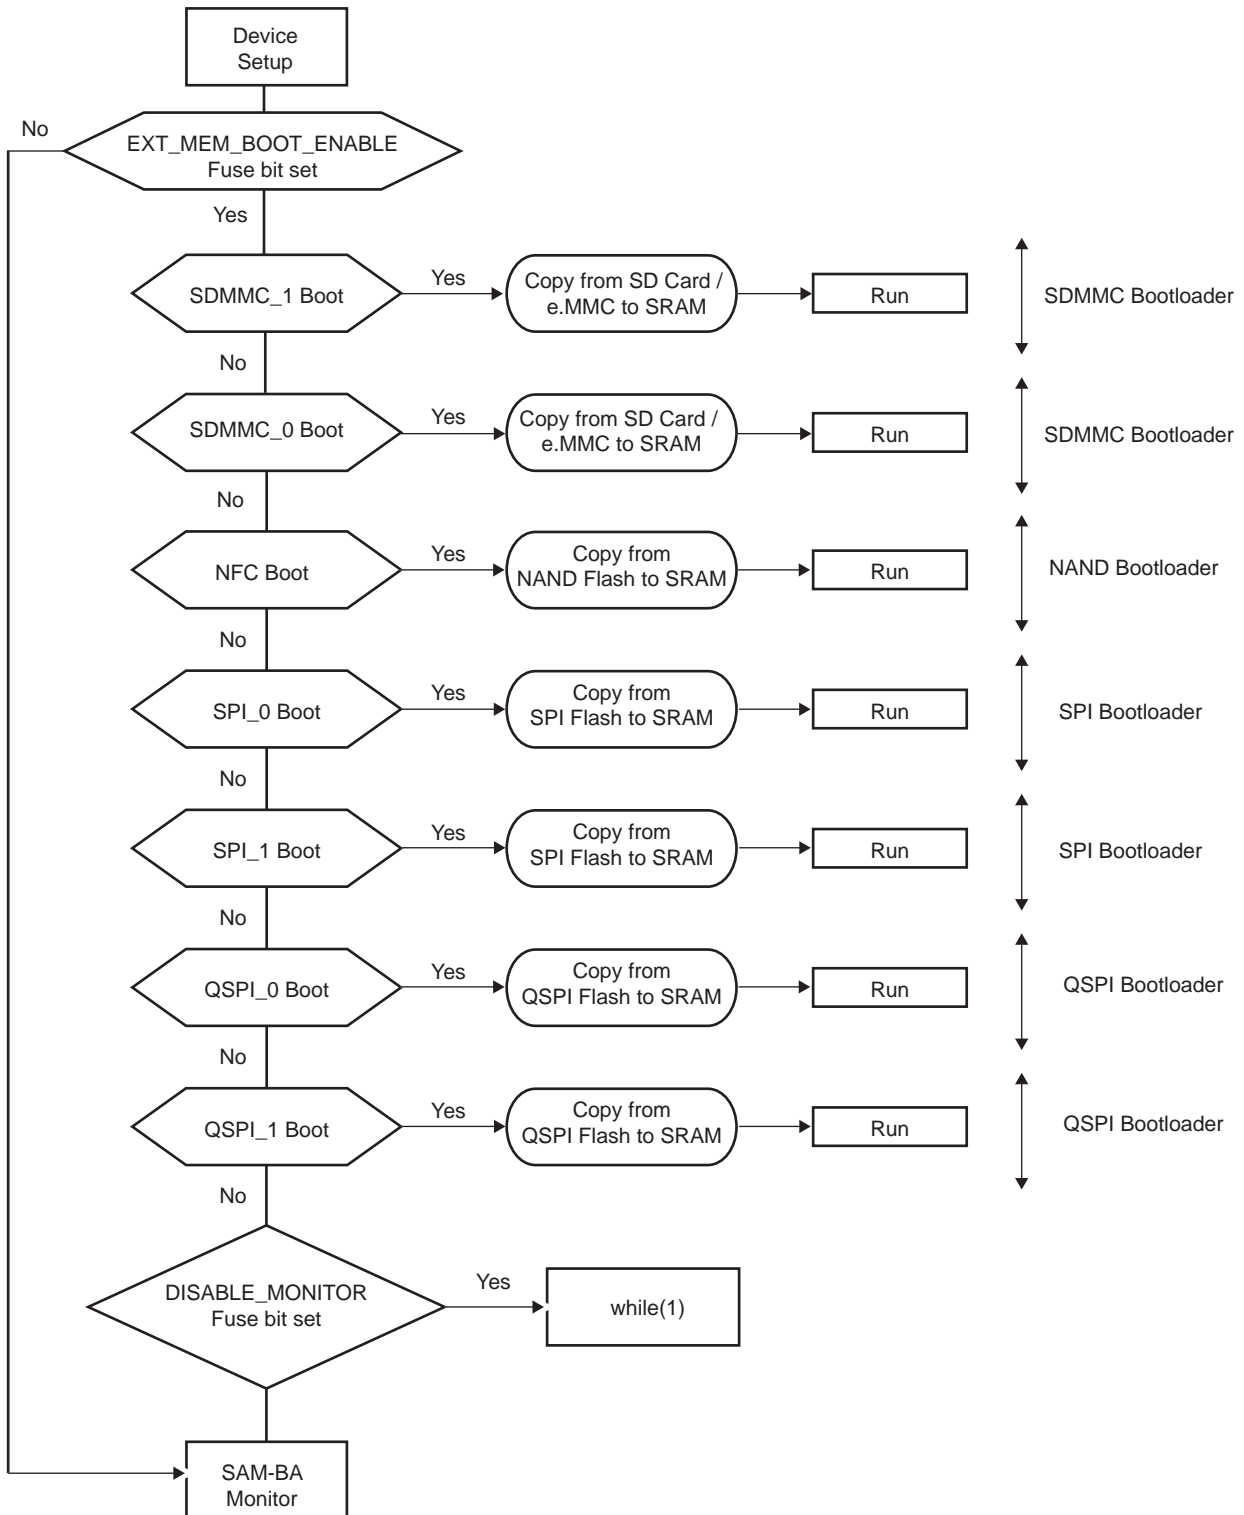 Device
Setup
No
EXT_MEM_BOOT_ENABLE
Fuse bit set
Yes
SDMMC_1 Boot
Yes
Copy from SD Card /
e.MMC to SRAM
Run
SDMMC Bootloader
No
SDMMC_0 Boot
Yes
Copy from SD Card /
e.MMC to SRAM
Run
SDMMC Bootloader
No
NFC Boot
Yes
Copy from
NAND Flash to SRAM
Run
NAND Bootloader
No
SPI_0 Boot
Yes
Copy from
SPI Flash to SRAM
Run
SPI Bootloader
No
SPI_1 Boot
Yes
Copy from
SPI Flash to SRAM
Run
SPI Bootloader
No
QSPI_0 Boot
Yes
Copy from
QSPI Flash to SRAM
Run
QSPI Bootloader
No
QSPI_1 Boot
Yes
Copy from
QSPI Flash to SRAM
Run
QSPI Bootloader
No
DISABLE_MONITOR
Fuse bit set
Yes
while(1)
SAM-BA
Monitor